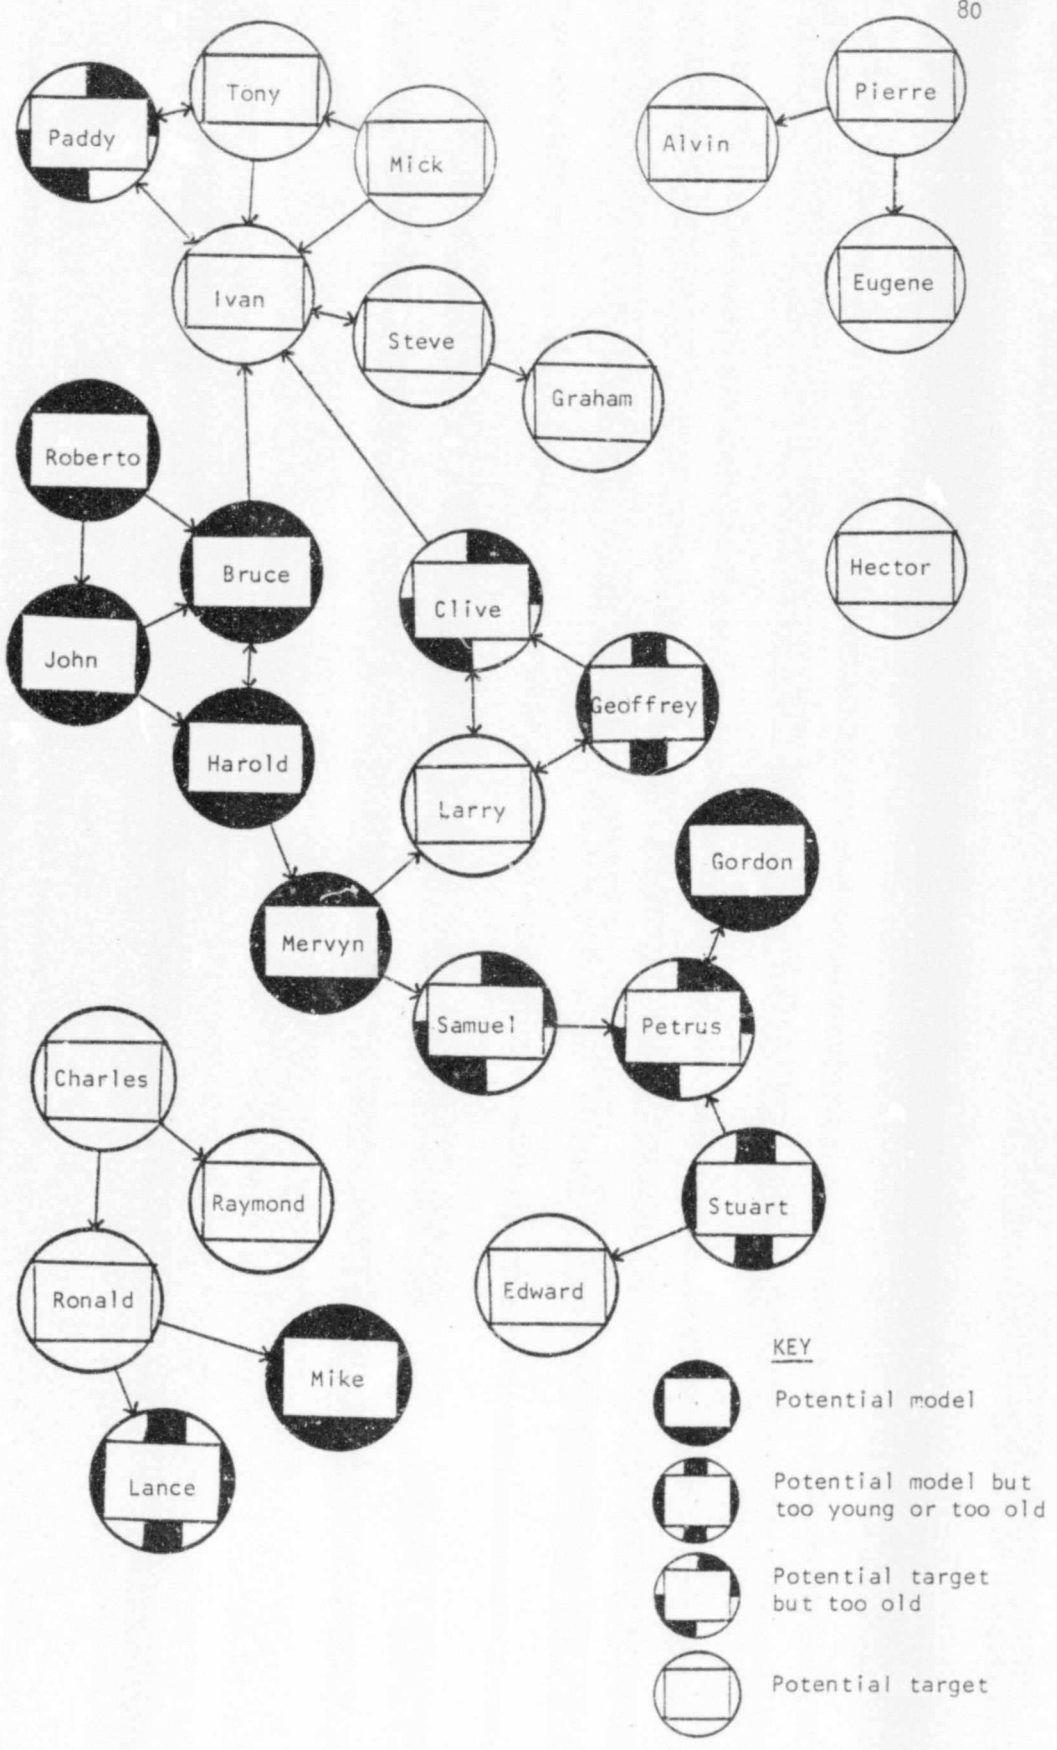 80
Tony
Pierre
Paddy
Alvin
Mick
Eugene
Ivan
Steve
Graham
Roberto
Hector
Bruce
Clive
John
Geoffrey
Harold
Larry
Gordon
Mervyn
Samuel
Petrus
Charles
Raymond
Stuart
Edward
Ronald
Mike
Lance
KEY
Potential model
Potential model but
too young or too old
Potential target
but too old
Potential target